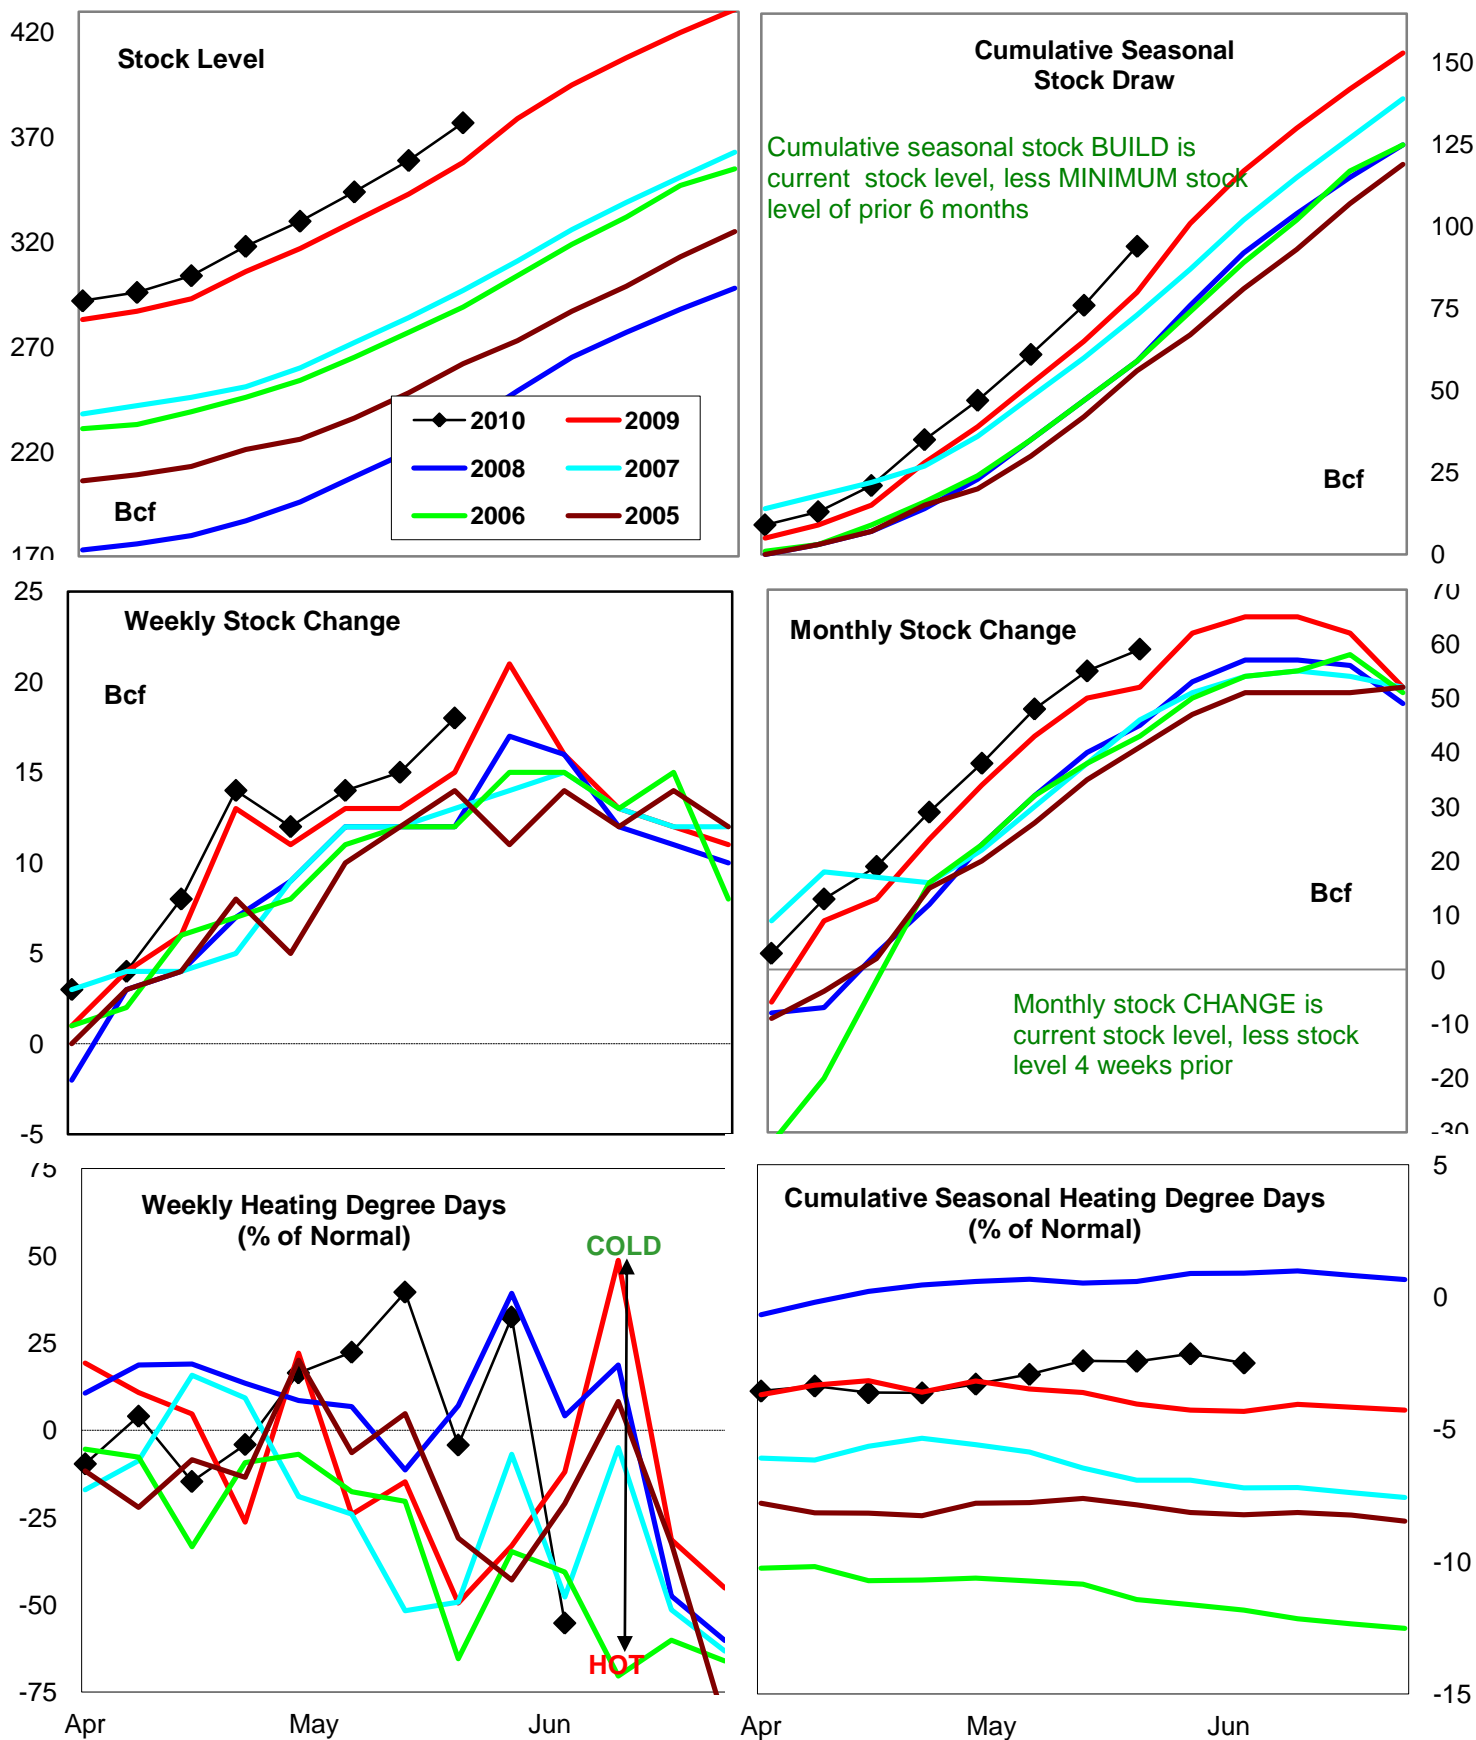 Stock Level
420
370
320
270
220
170
Bcf
2010
2009
2008
2007
2006
2005
Cumulative Seasonal
Stock Draw
Cumulative seasonal stock BUILD is
current stock level, less MINIMUM stock
level of prior 6 months
150
125
100
75
50
25
0
Bcf
Weekly Stock Change
Bcf
25
20
15
10
5
0
-5
Monthly Stock Change
70
60
50
40
30
20
10
0
-10
-20
-30
Bcf
Monthly stock CHANGE is
current stock level, less stock
level 4 weeks prior
Weekly Heating Degree Days
(% of Normal)
COLD
HOT
75
50
25
0
-25
-50
-75
Apr
May
Jun
Cumulative Seasonal Heating Degree Days
(% of Normal)
5
0
-5
-10
-15
Apr
May
Jun